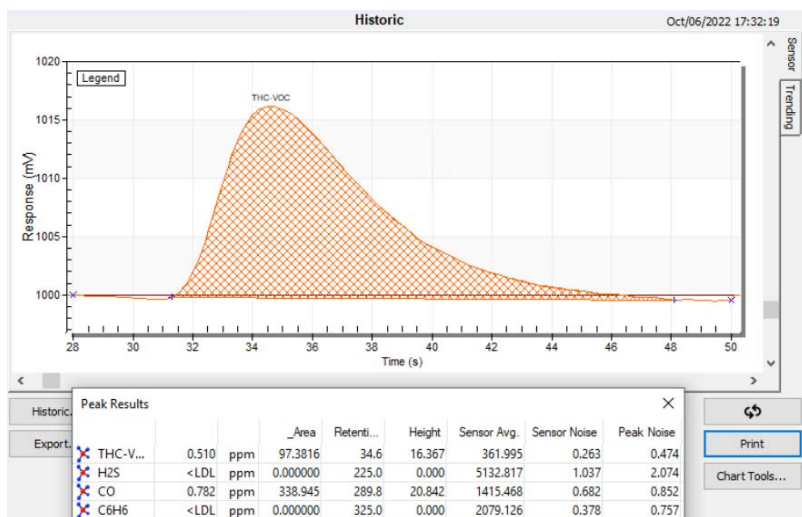 Historic Oct/06/2022 17:32:19
Sensor
Trending
Legend
THC-VOC
Response (mV)
1020
1015
1010
1005
1000
28 30 32 34 36 38 40 42 44 46 48 50
Time (s)
Historic.
Export.
Print
Chart Tools...
Peak Results
_Area Retenti... Height Sensor Avg. Sensor Noise Peak Noise
THC-V... 0.510 ppm 97.3816 34.6 16.367 361.995 0.263 0.474
H2S <LDL ppm 0.000000 225.0 0.000 5132.817 1.037 2.074
CO 0.782 ppm 338.945 289.8 20.842 1415.468 0.682 0.852
C6H6 <LDL ppm 0.000000 325.0 0.000 2079.126 0.378 0.757